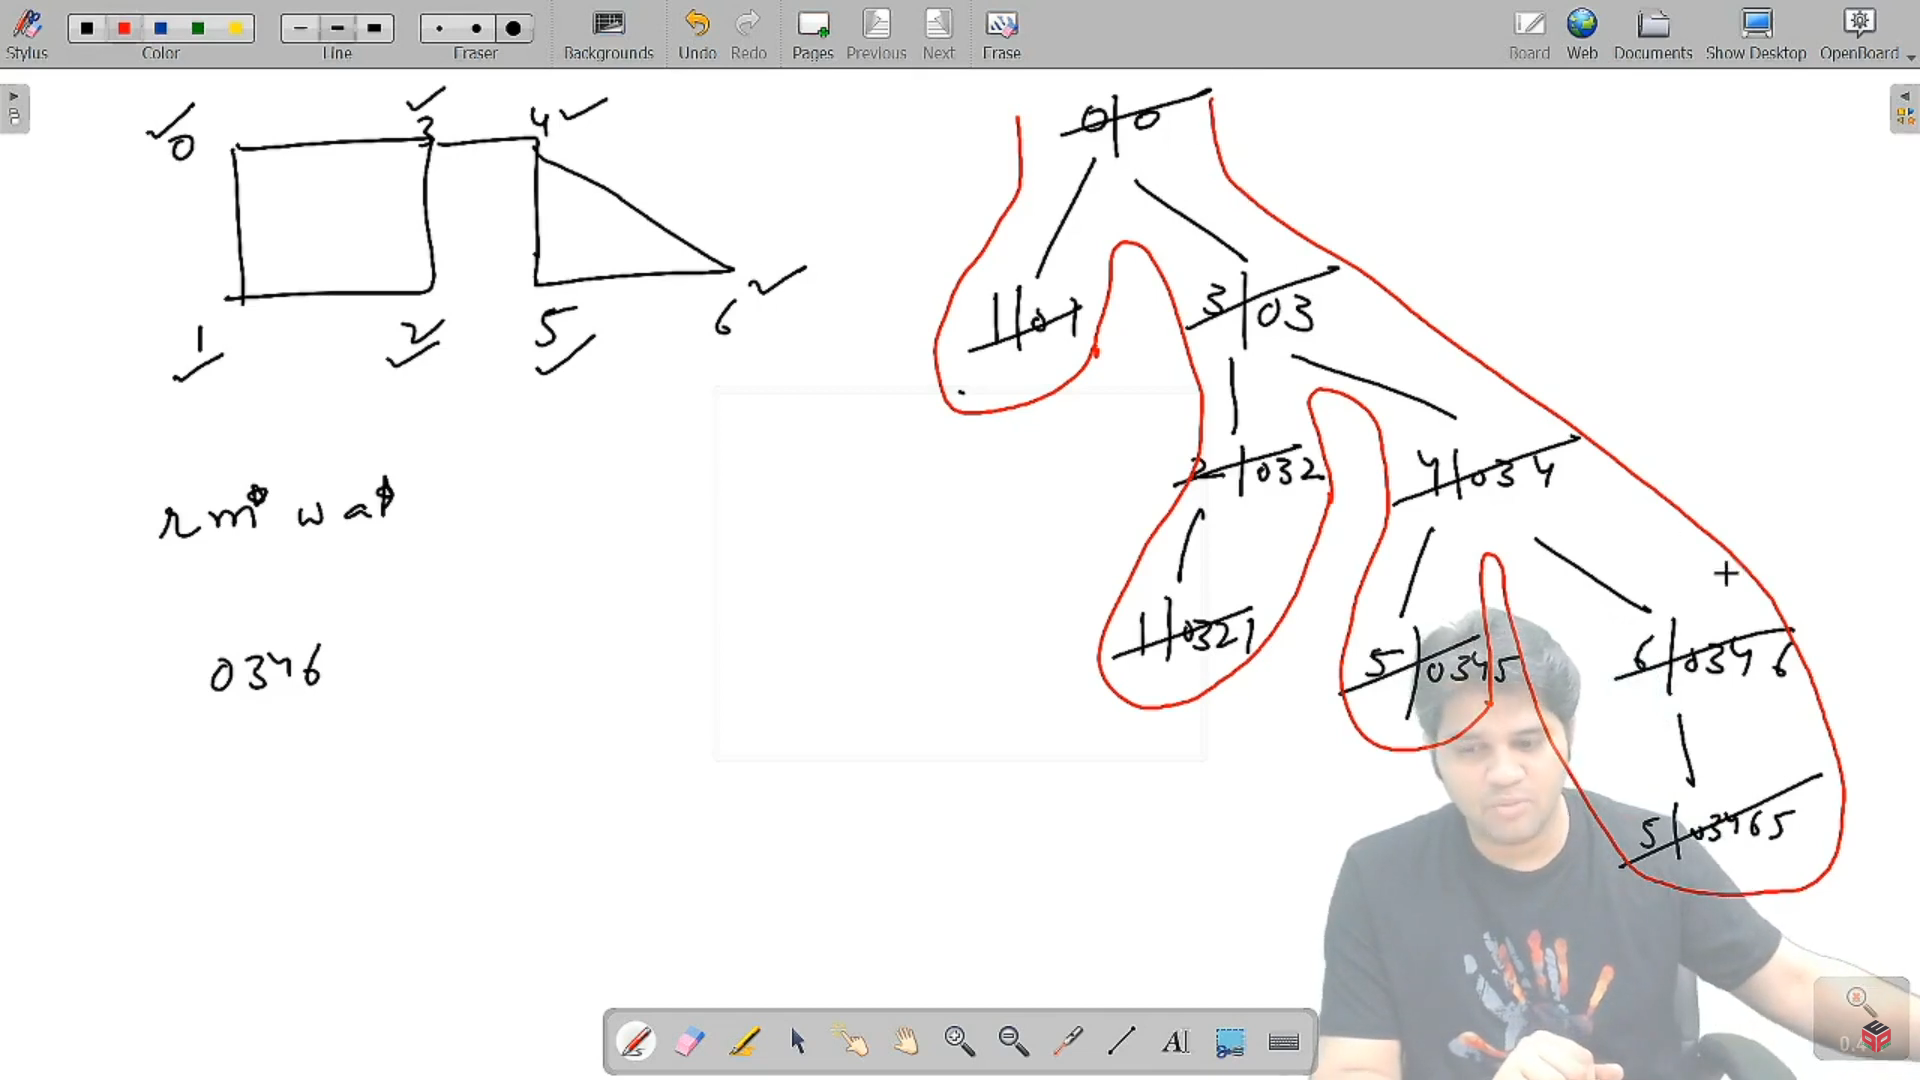 Stylus Color Line Eraser Backgrounds Undo Redo Pages Previous Next Erase Board Web Documents Show Desktop OpenBoard
0 3 4
1 2 5 6
r m* w a*
0346
0|0
1|01 3|03
2|032 4|034
1|0321 5|0345 6|0346
5|03465